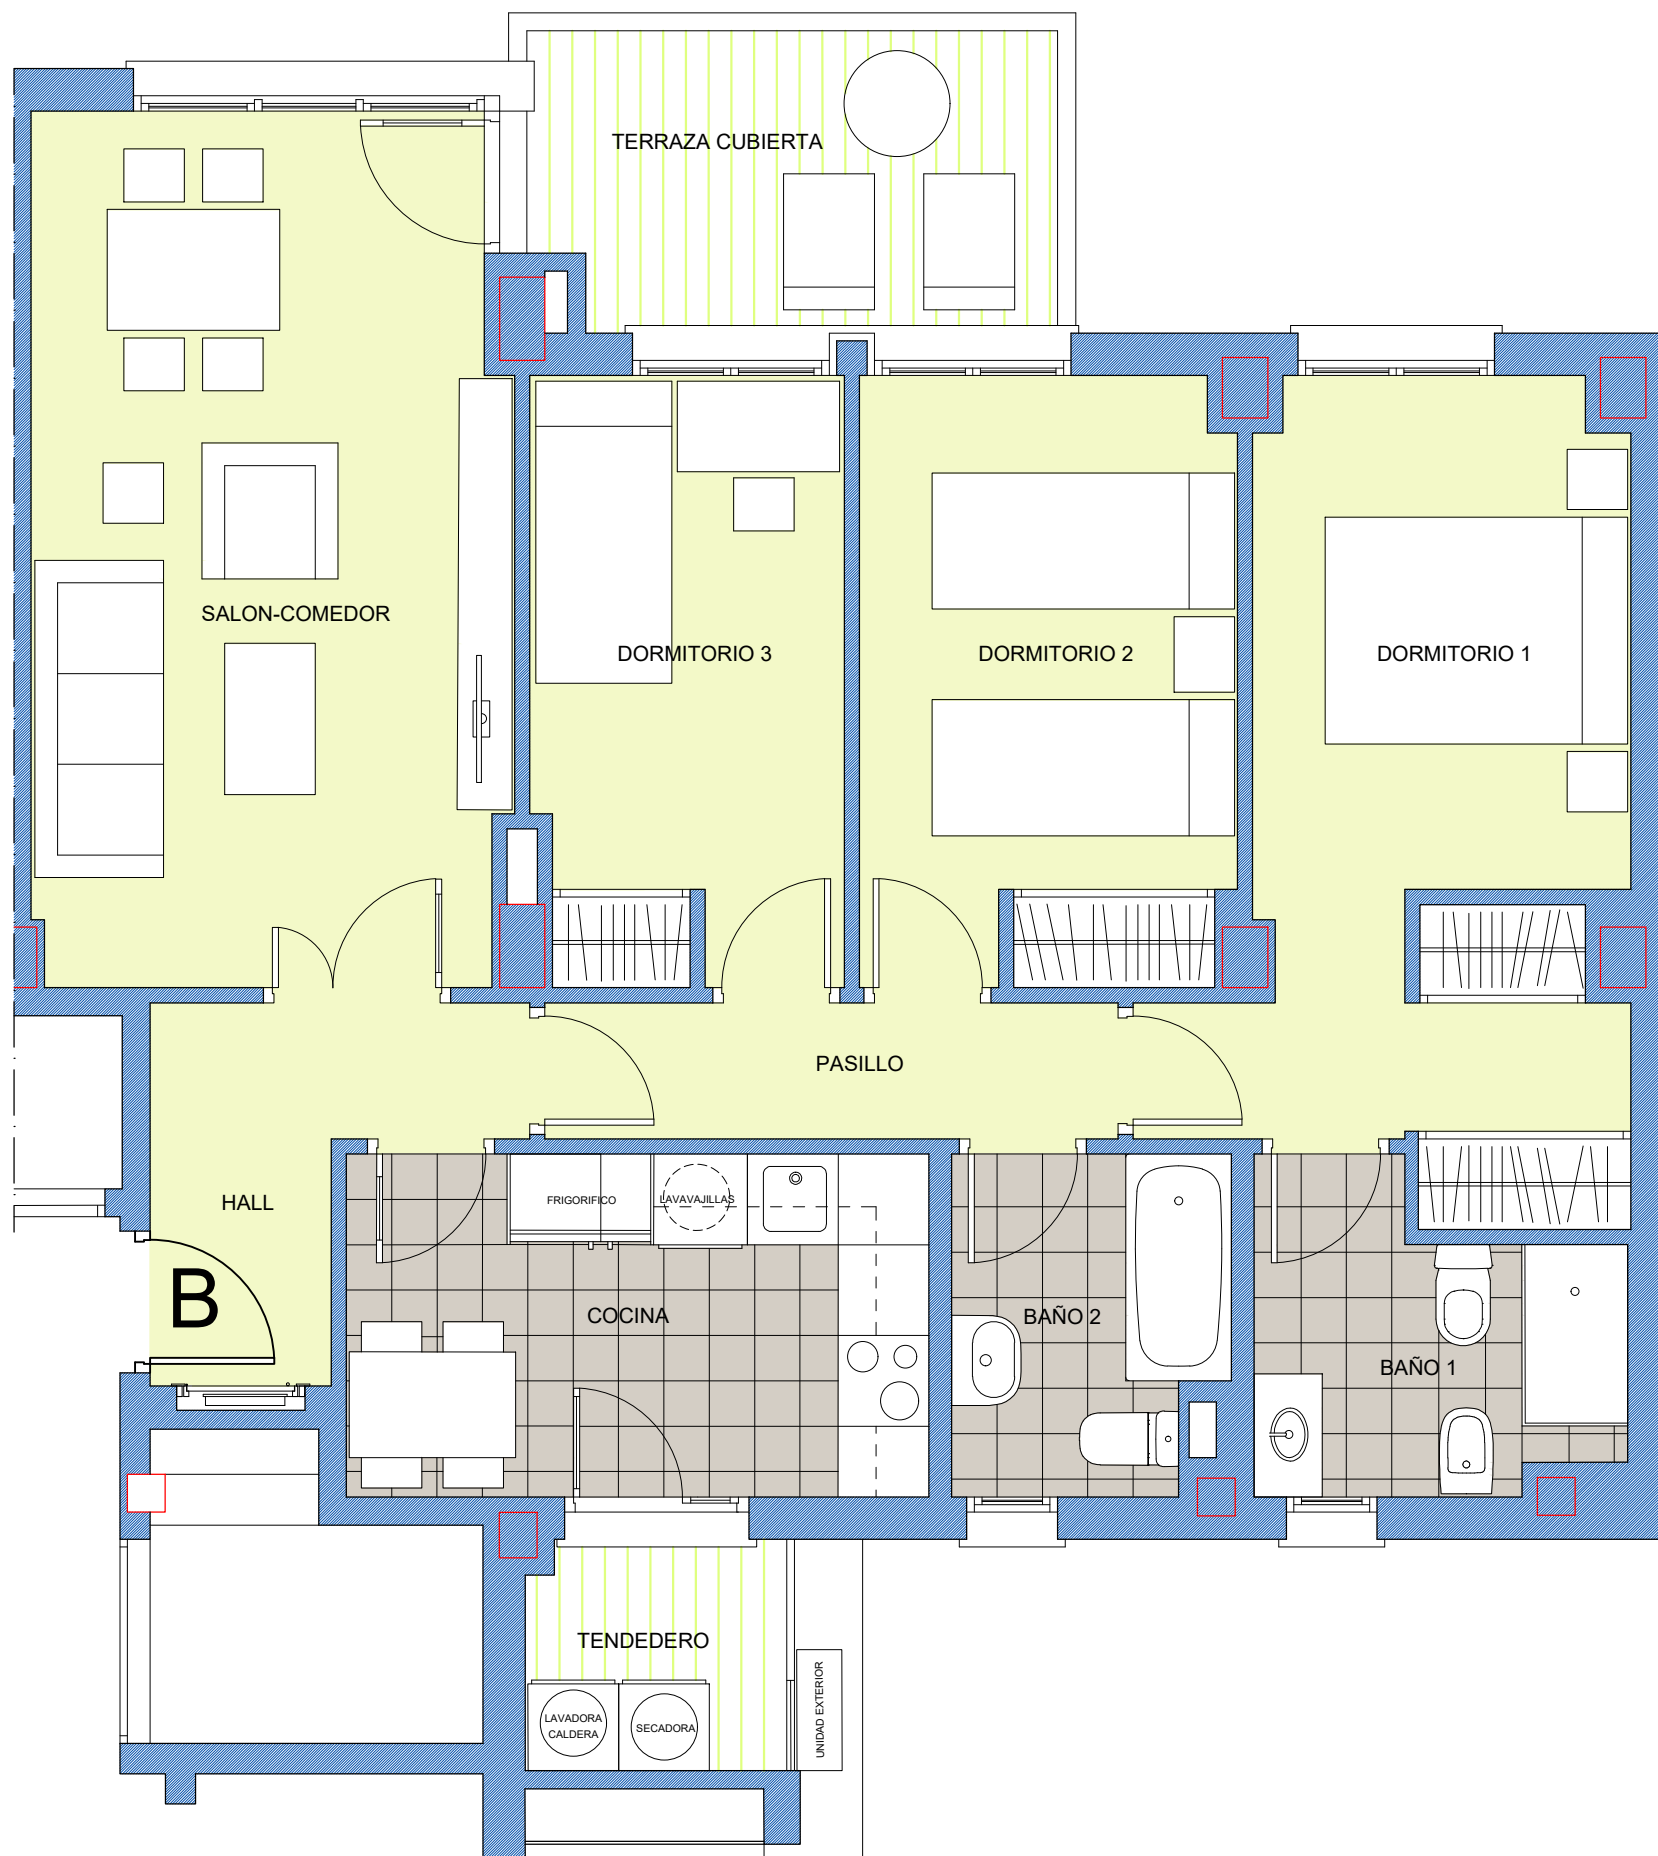 TERRAZA CUBIERTA
SALON-COMEDOR
DORMITORIO 3
DORMITORIO 2
DORMITORIO 1
PASILLO
HALL
FRIGORIFICO
LAVAVAJILLAS
B
COCINA
BAÑO 2
BAÑO 1
TENDEDERO
LAVADORA
CALDERA
SECADORA
UNIDAD EXTERIOR